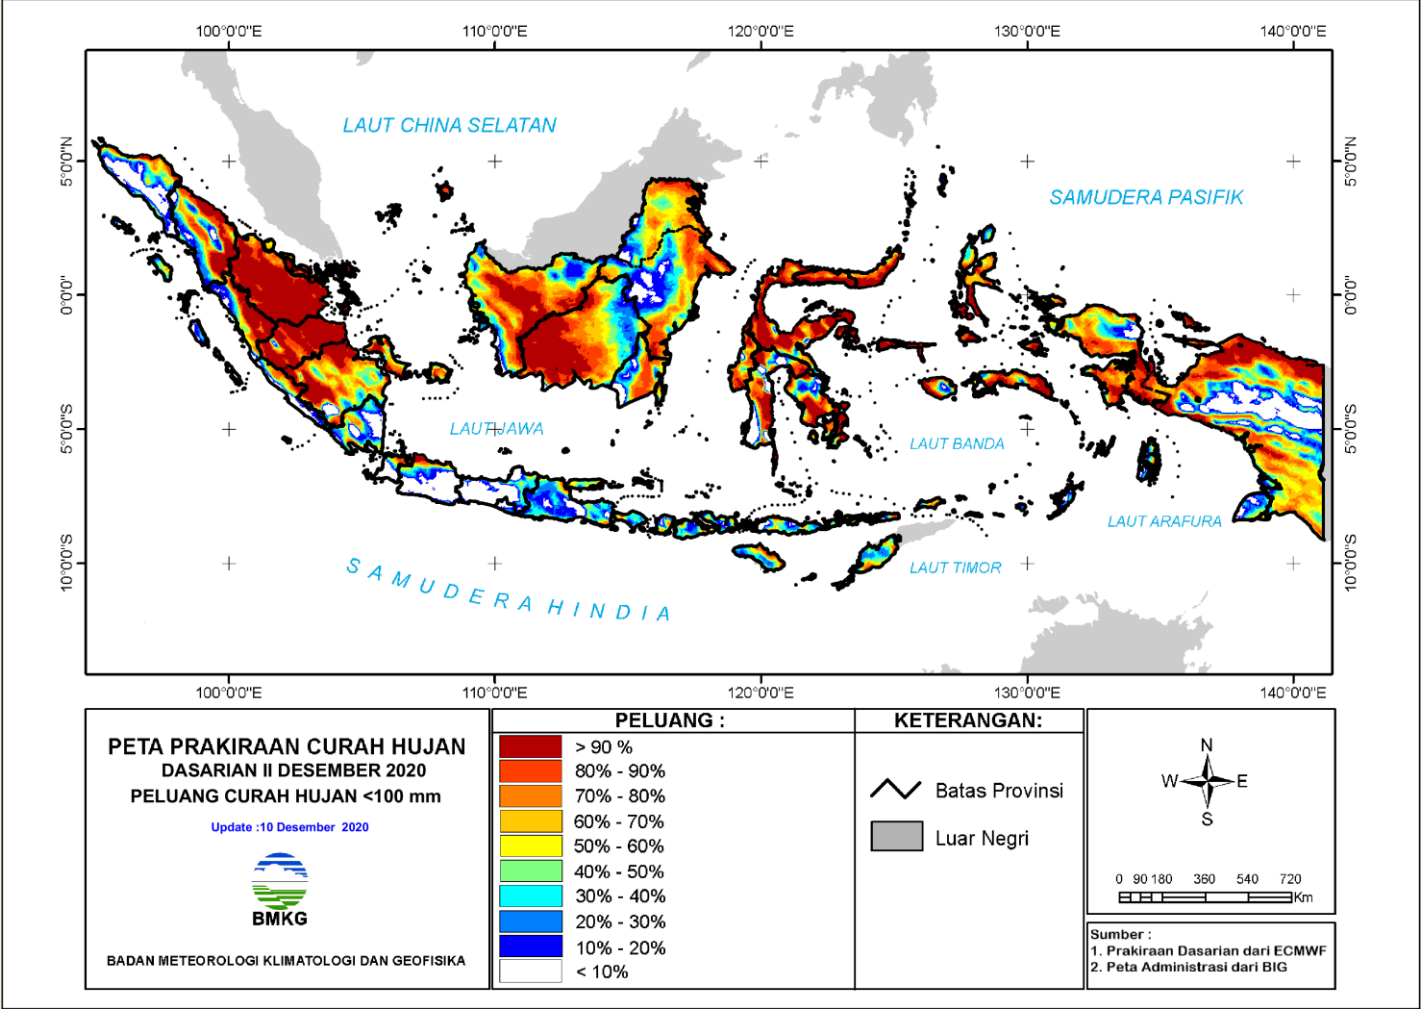 100°0'0"E 110°0'0"E 120°0'0"E 130°0'0"E 140°0'0"E
LAUT CHINA SELATAN
5°0'0"N 5°0'0"N
SAMUDERA PASIFIK
0°0'0" 0°0'0"
LAUT JAWA
5°0'0"S 5°0'0"S
LAUT BANDA
LAUT ARAFURA
10°0'0"S 10°0'0"S
LAUT TIMOR
SAMUDERA HINDIA
100°0'0"E 110°0'0"E 120°0'0"E 130°0'0"E 140°0'0"E
PETA PRAKIRAAN CURAH HUJAN
DASARIAN II DESEMBER 2020
PELUANG CURAH HUJAN <100 mm
Update :10 Desember 2020
BMKG
BADAN METEOROLOGI KLIMATOLOGI DAN GEOFISIKA
PELUANG :
> 90 %
80% - 90%
70% - 80%
60% - 70%
50% - 60%
40% - 50%
30% - 40%
20% - 30%
10% - 20%
< 10%
KETERANGAN:
Batas Provinsi
Luar Negri
N
W E
S
0 90 180 360 540 720
Km
Sumber :
1. Prakiraan Dasarian dari ECMWF
2. Peta Administrasi dari BIG